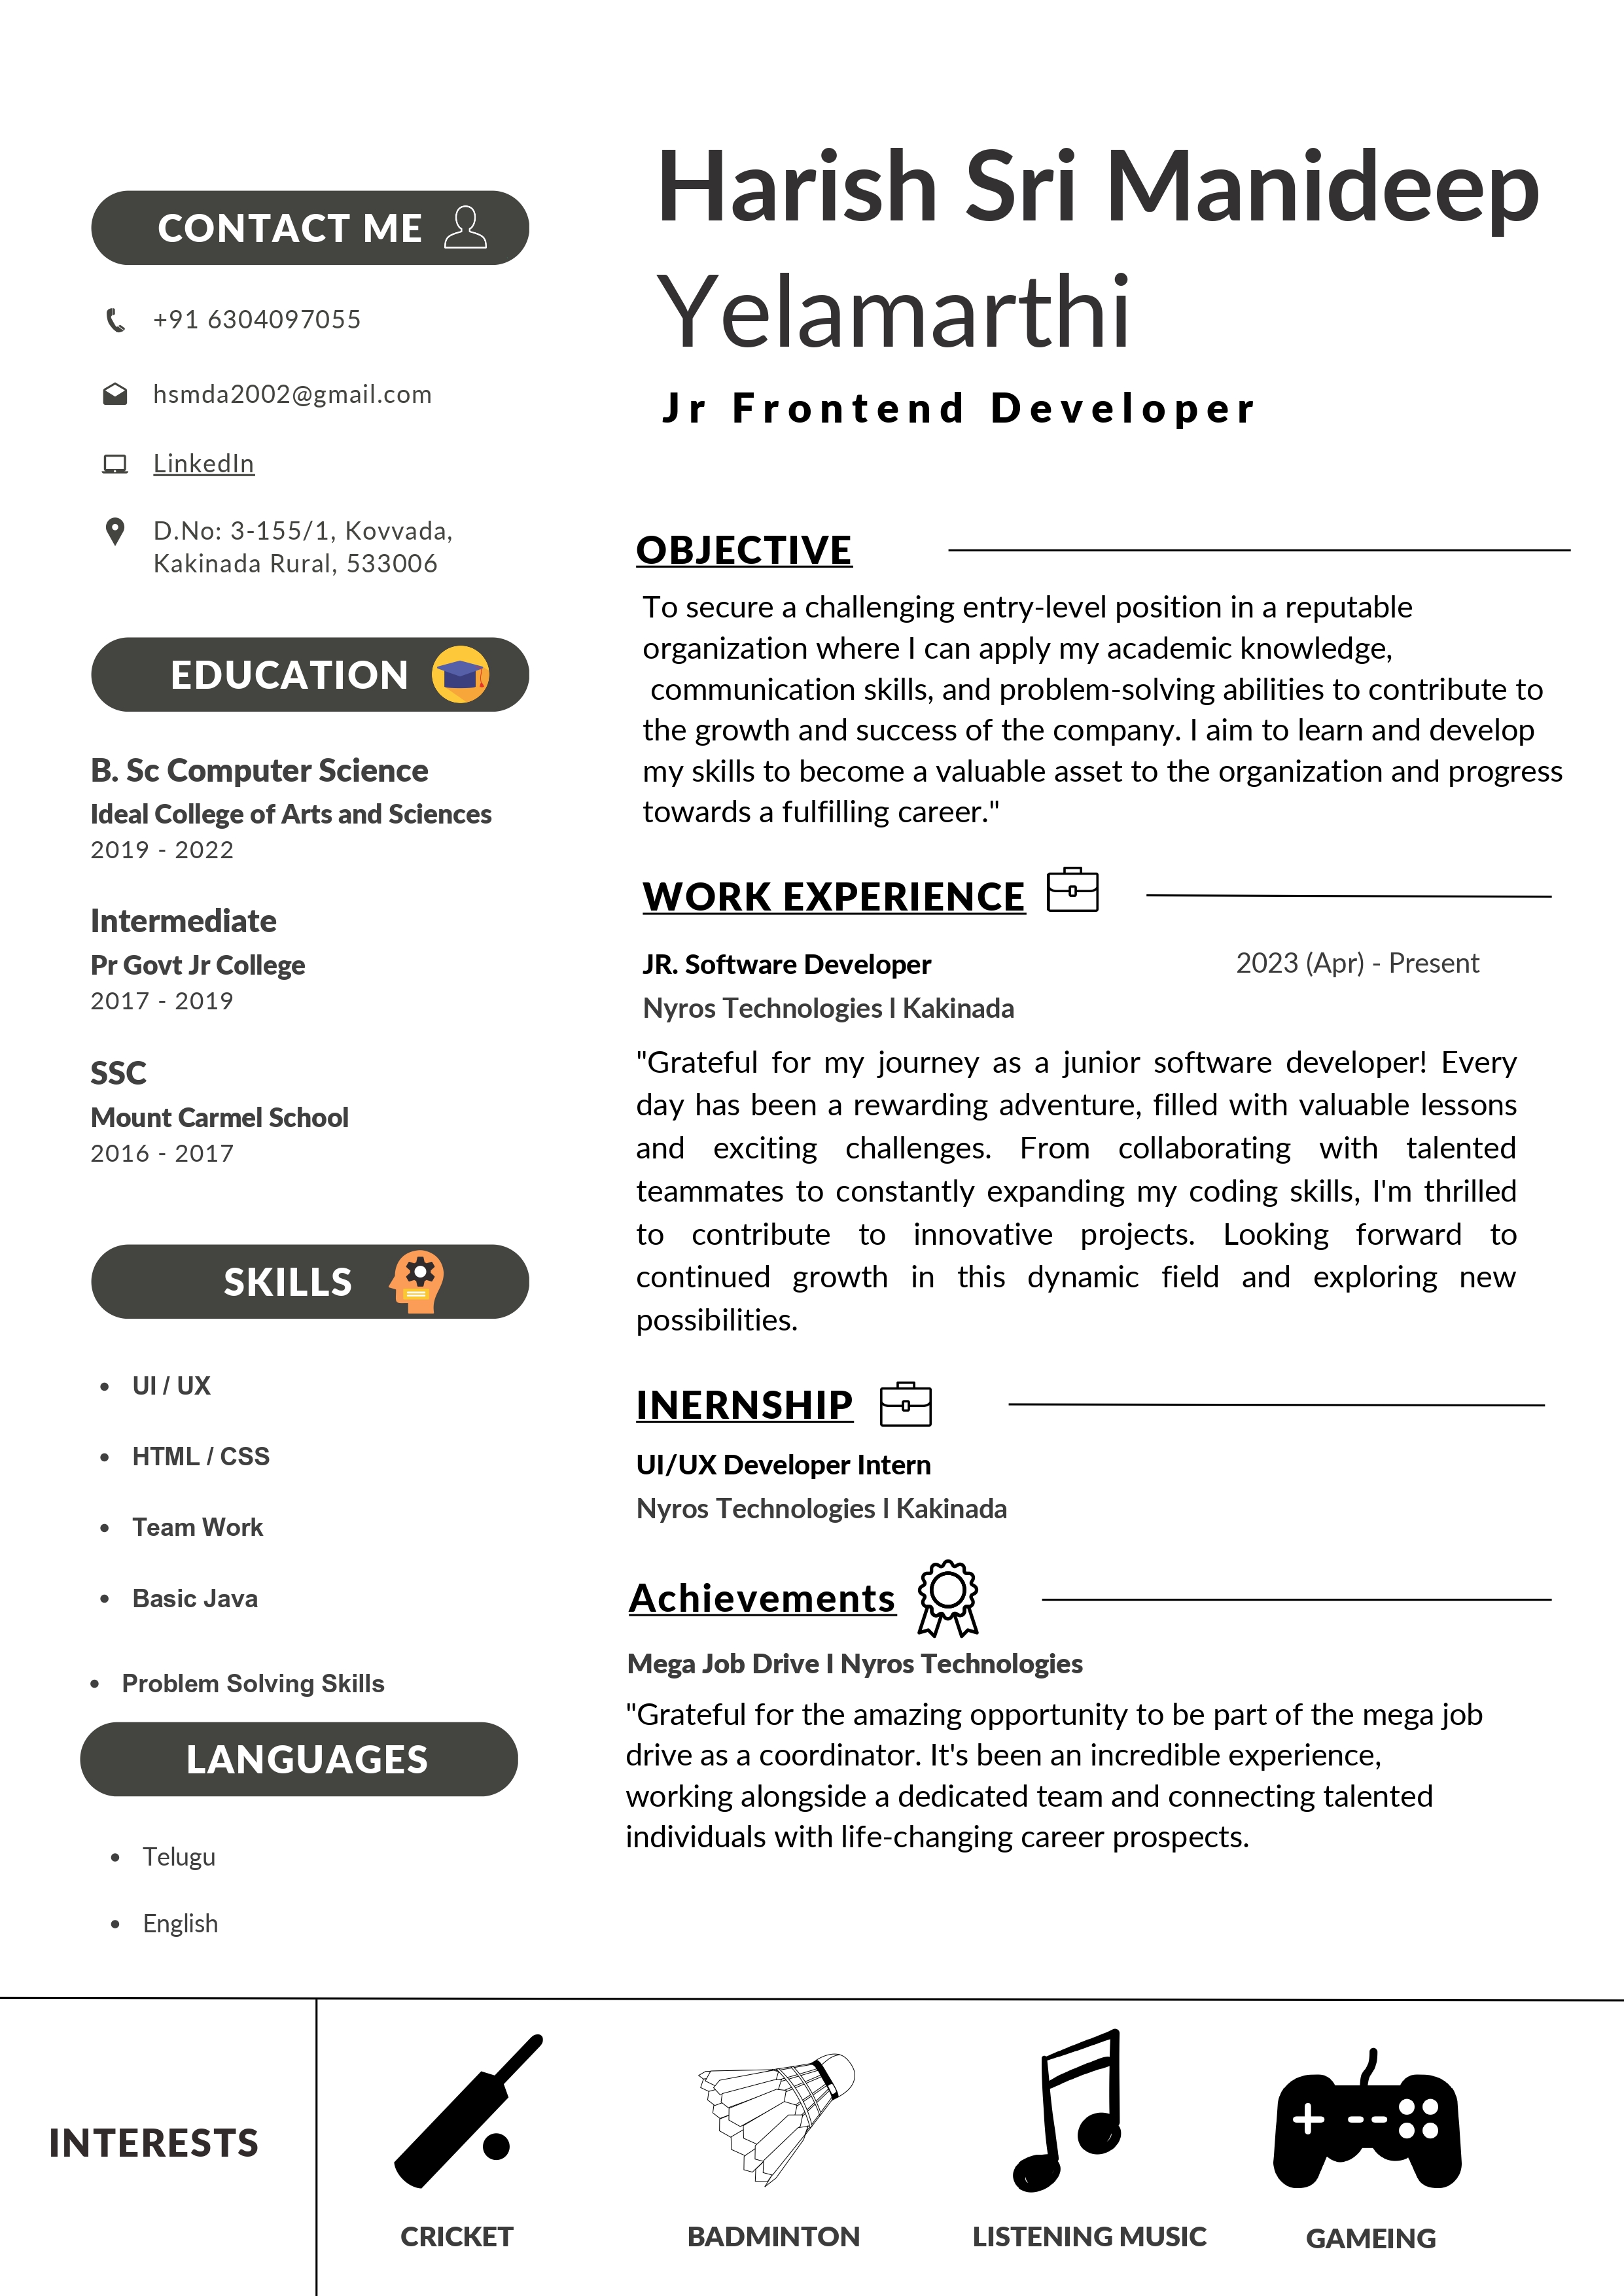 Harish Sri Manideep
Yelamarthi
Jr Frontend Developer
CONTACT ME
+91 6304097055
hsmda2002@gmail.com
LinkedIn
D.No: 3-155/1, Kovvada,
Kakinada Rural, 533006
EDUCATION
B. Sc Computer Science
Ideal College of Arts and Sciences
2019 - 2022
Intermediate
Pr Govt Jr College
2017 - 2019
SSC
Mount Carmel School
2016 - 2017
SKILLS
• UI / UX
• HTML / CSS
• Team Work
• Basic Java
• Problem Solving Skills
LANGUAGES
• Telugu
• English
OBJECTIVE
To secure a challenging entry-level position in a reputable
organization where I can apply my academic knowledge,
communication skills, and problem-solving abilities to contribute to
the growth and success of the company. I aim to learn and develop
my skills to become a valuable asset to the organization and progress
towards a fulfilling career."
WORK EXPERIENCE
JR. Software Developer 2023 (Apr) - Present
Nyros Technologies l Kakinada
"Grateful for my journey as a junior software developer! Every
day has been a rewarding adventure, filled with valuable lessons
and exciting challenges. From collaborating with talented
teammates to constantly expanding my coding skills, I'm thrilled
to contribute to innovative projects. Looking forward to
continued growth in this dynamic field and exploring new
possibilities.
INERNSHIP
UI/UX Developer Intern
Nyros Technologies l Kakinada
Achievements
Mega Job Drive I Nyros Technologies
"Grateful for the amazing opportunity to be part of the mega job
drive as a coordinator. It's been an incredible experience,
working alongside a dedicated team and connecting talented
individuals with life-changing career prospects.
INTERESTS
CRICKET
BADMINTON
LISTENING MUSIC
GAMEING